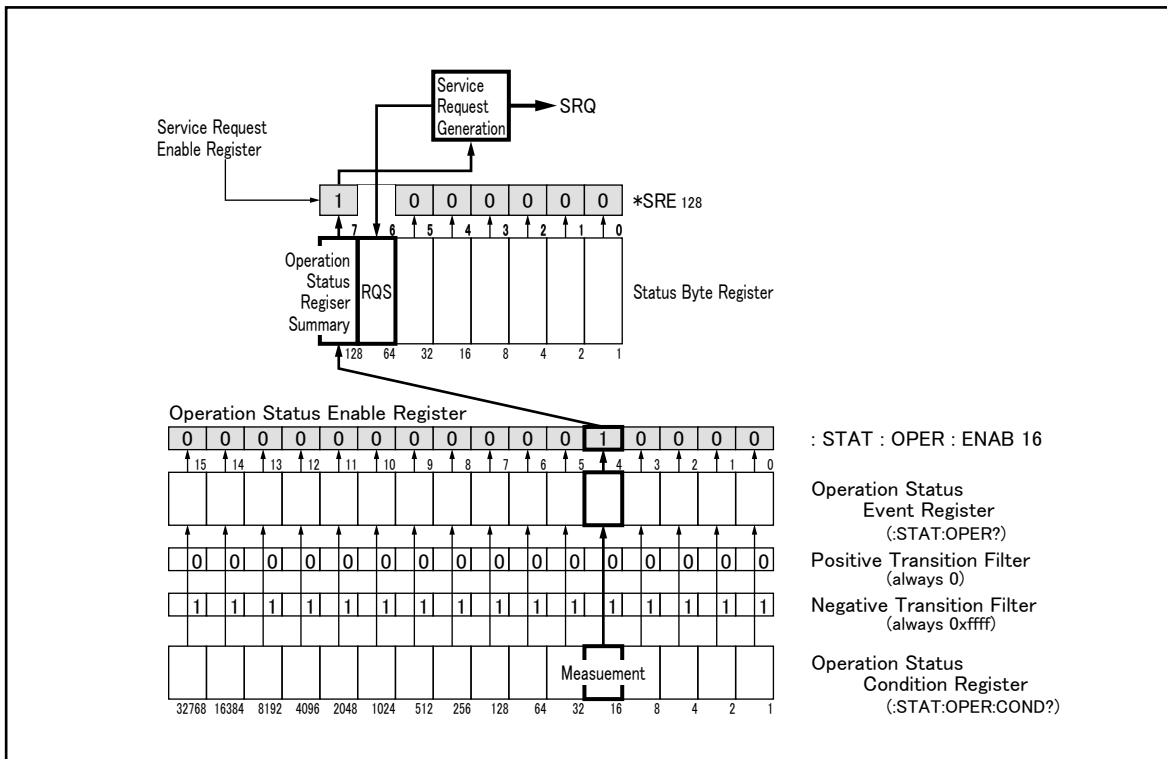 Service
Request
Generation
SRQ
Service Request
Enable Register
1 0 0 0 0 0 0 *SRE 128
7 6 5 4 3 2 1 0
Operation
Status
Regiser
Summary
RQS
Status Byte Register
128 64 32 16 8 4 2 1
Operation Status Enable Register
0 0 0 0 0 0 0 0 0 0 0 1 0 0 0 0 : STAT : OPER : ENAB 16
15 14 13 12 11 10 9 8 7 6 5 4 3 2 1 0
Operation Status
Event Register
(:STAT:OPER?)
0 0 0 0 0 0 0 0 0 0 0 0 0 0 0 0 Positive Transition Filter
(always 0)
1 1 1 1 1 1 1 1 1 1 1 1 1 1 1 1 Negative Transition Filter
(always 0xffff)
Measuement
Operation Status
Condition Register
(:STAT:OPER:COND?)
32768 16384 8192 4096 2048 1024 512 256 128 64 32 16 8 4 2 1